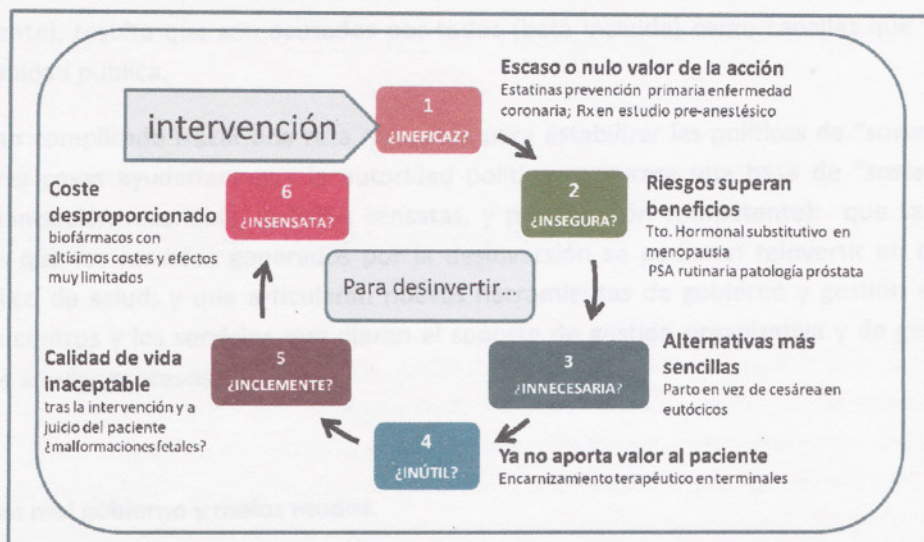 intervención
1
¿INEFICAZ?
Escaso o nulo valor de la acción
Estatinas prevención primaria enfermedad
coronaria; Rx en estudio pre-anestésico
2
¿INSEGURA?
Riesgos superan
beneficios
Tto. Hormonal substitutivo en
menopausia
PSA rutinaria patología próstata
3
¿INNECESARIA?
Alternativas más
sencillas
Parto en vez de cesárea en
eutócicos
4
¿INÚTIL?
Ya no aporta valor al paciente
Encarnizamiento terapéutico en terminales
5
¿INCLEMENTE?
Calidad de vida
inaceptable
tras la intervención y a
juicio del paciente
¿malformaciones fetales?
6
¿INSENSATA?
Coste
desproporcionado
biofármacos con
altísimos costes y efectos
muy limitados
Para desinvertir...